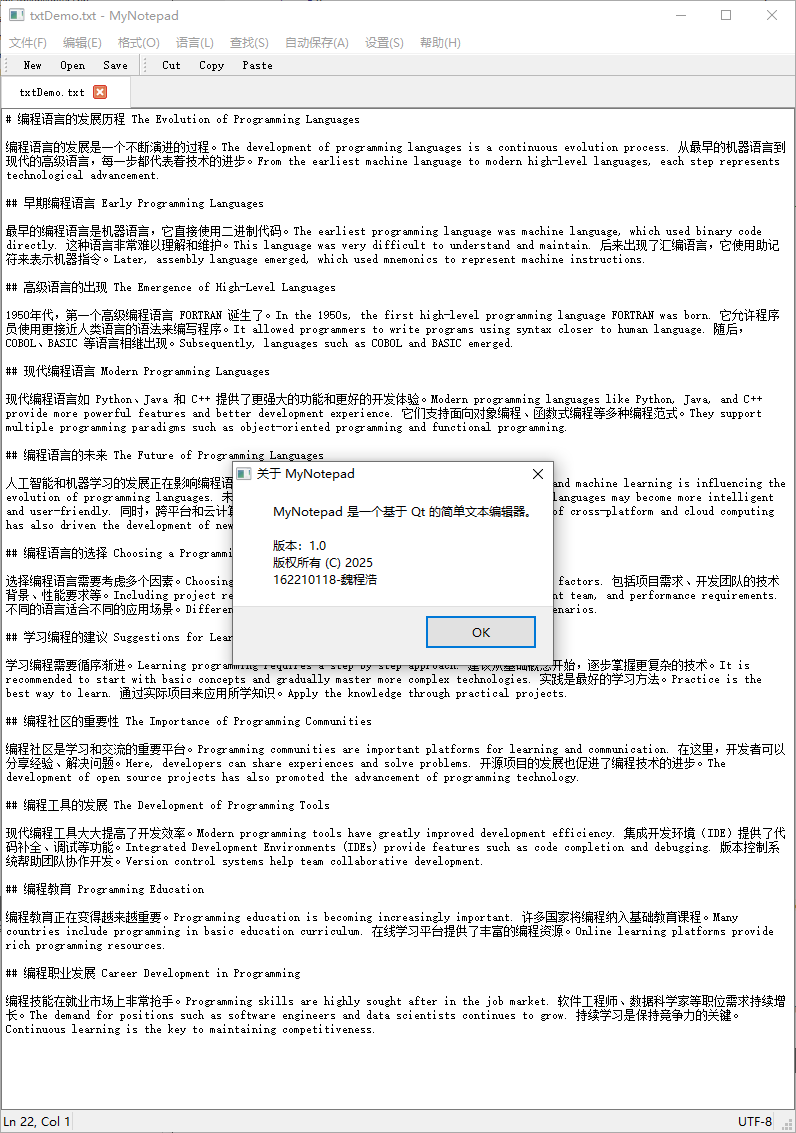 txtDemo.txt - MyNotepad
文件(F) 编辑(E) 格式(O) 语言(L) 查找(S) 自动保存(A) 设置(S) 帮助(H)
New Open Save Cut Copy Paste
txtDemo.txt
# 编程语言的发展历程 The Evolution of Programming Languages
编程语言的发展是一个不断演进的过程。The development of programming languages is a continuous evolution process. 从最早的机器语言到
现代的高级语言，每一步都代表着技术的进步。From the earliest machine language to modern high-level languages, each step represents
technological advancement.
## 早期编程语言 Early Programming Languages
最早的编程语言是机器语言，它直接使用二进制代码。The earliest programming language was machine language, which used binary code
directly. 这种语言非常难以理解和维护。This language was very difficult to understand and maintain. 后来出现了汇编语言，它使用助记
符来表示机器指令。Later, assembly language emerged, which used mnemonics to represent machine instructions.
## 高级语言的出现 The Emergence of High-Level Languages
1950年代，第一个高级编程语言 FORTRAN 诞生了。In the 1950s, the first high-level programming language FORTRAN was born. 它允许程序
员使用更接近人类语言的语法来编写程序。It allowed programmers to write programs using syntax closer to human language. 随后，
COBOL、BASIC 等语言相继出现。Subsequently, languages such as COBOL and BASIC emerged.
## 现代编程语言 Modern Programming Languages
现代编程语言如 Python、Java 和 C++ 提供了更强大的功能和更好的开发体验。Modern programming languages like Python, Java, and C++
provide more powerful features and better development experience. 它们支持面向对象编程、函数式编程等多种编程范式。They support
multiple programming paradigms such as object-oriented programming and functional programming.
## 编程语言的未来 The Future of Programming Languages
人工智能和机器学习的发展正在影响编程语 and machine learning is influencing the
evolution of programming languages. languages may become more intelligent
and user-friendly. 同时，跨平台和云计算 of cross-platform and cloud computing
has also driven the development of new
关于 MyNotepad
MyNotepad 是一个基于 Qt 的简单文本编辑器。
版本：1.0
版权所有 (C) 2025
162210118-魏程浩
OK
## 编程语言的选择 Choosing a Programmi
选择编程语言需要考虑多个因素。Choosing factors. 包括项目需求、开发团队的技术
背景、性能要求等。Including project re nt team, and performance requirements.
不同的语言适合不同的应用场景。Differen enarios.
## 学习编程的建议 Suggestions for Lear
学习编程需要循序渐进。Learning programming requires a step by step approach. 建议从基础概念开始，逐步掌握更复杂的技术。It is
recommended to start with basic concepts and gradually master more complex technologies. 实践是最好的学习方法。Practice is the
best way to learn. 通过实际项目来应用所学知识。Apply the knowledge through practical projects.
## 编程社区的重要性 The Importance of Programming Communities
编程社区是学习和交流的重要平台。Programming communities are important platforms for learning and communication. 在这里，开发者可以
分享经验、解决问题。Here, developers can share experiences and solve problems. 开源项目的发展也促进了编程技术的进步。The
development of open source projects has also promoted the advancement of programming technology.
## 编程工具的发展 The Development of Programming Tools
现代编程工具大大提高了开发效率。Modern programming tools have greatly improved development efficiency. 集成开发环境（IDE）提供了代
码补全、调试等功能。Integrated Development Environments (IDEs) provide features such as code completion and debugging. 版本控制系
统帮助团队协作开发。Version control systems help team collaborative development.
## 编程教育 Programming Education
编程教育正在变得越来越重要。Programming education is becoming increasingly important. 许多国家将编程纳入基础教育课程。Many
countries include programming in basic education curriculum. 在线学习平台提供了丰富的编程资源。Online learning platforms provide
rich programming resources.
## 编程职业发展 Career Development in Programming
编程技能在就业市场上非常抢手。Programming skills are highly sought after in the job market. 软件工程师、数据科学家等职位需求持续增
长。The demand for positions such as software engineers and data scientists continues to grow. 持续学习是保持竞争力的关键。
Continuous learning is the key to maintaining competitiveness.
Ln 22, Col 1 UTF-8